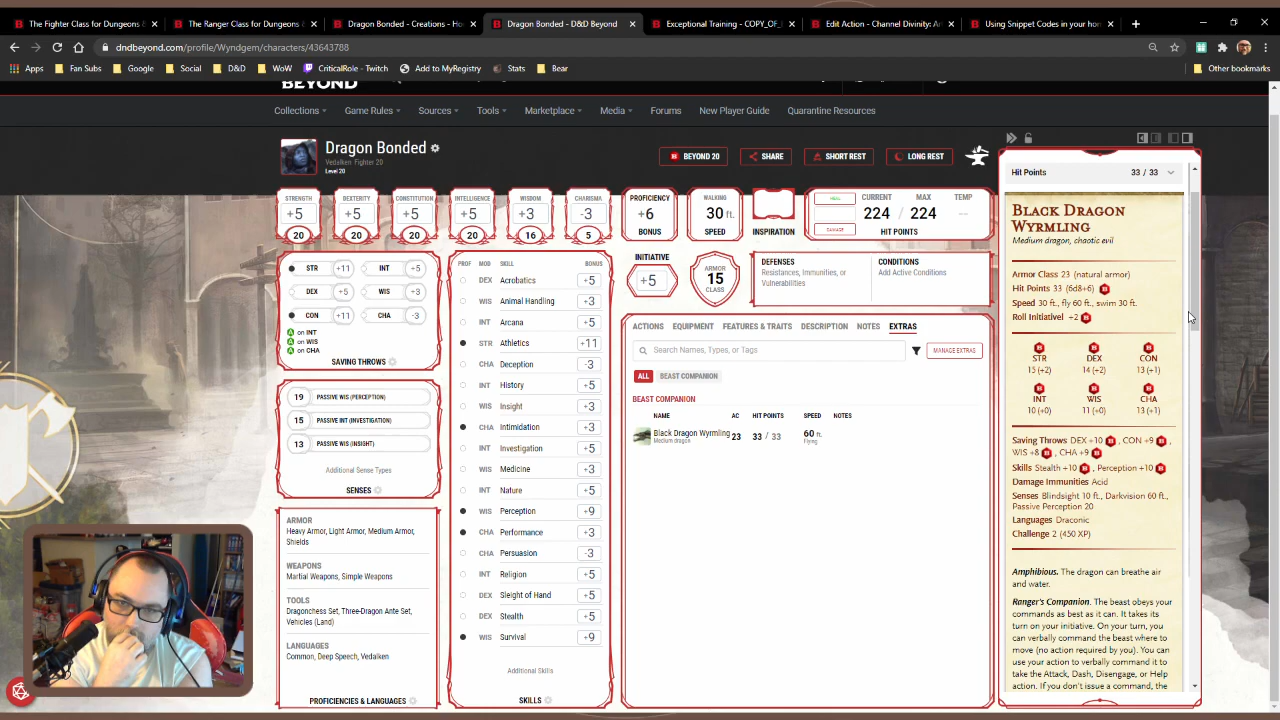 The Fighter Class for Dungeons &
The Ranger Class for Dungeons &
Dragon Bonded - Creations - Ho
Dragon Bonded - D&D Beyond
Exceptional Training - COPY_OF_
Edit Action - Channel Divinity: A
Using Snippet Codes in your hom
dndbeyond.com/profile/Wyndgem/characters/43643788
Apps
Fan Subs
Google
Social
D&D
WoW
CriticalRole - Twitch
Add to MyRegistry
Stats
Bear
Other bookmarks
BEYOND
Collections
Game Rules
Sources
Tools
Marketplace
Media
Forums
New Player Guide
Quarantine Resources
Dragon Bonded
Vedalken Fighter 20
Level 20
BEYOND 20
SHARE
SHORT REST
LONG REST
STRENGTH
+5
20
DEXTERITY
+5
20
CONSTITUTION
+5
20
INTELLIGENCE
+5
20
WISDOM
+3
16
CHARISMA
-3
5
PROFICIENCY
+6
BONUS
WALKING
30 ft.
SPEED
INSPIRATION
HEAL
DAMAGE
CURRENT
MAX
TEMP
224 / 224 --
HIT POINTS
STR +11
INT +5
DEX +5
WIS +3
CON +11
CHA -3
A on INT
A on WIS
A on CHA
SAVING THROWS
19 PASSIVE WIS (PERCEPTION)
15 PASSIVE INT (INVESTIGATION)
13 PASSIVE WIS (INSIGHT)
Additional Sense Types
SENSES
ARMOR
Heavy Armor, Light Armor, Medium Armor,
Shields
WEAPONS
Martial Weapons, Simple Weapons
TOOLS
Dragonchess Set, Three-Dragon Ante Set,
Vehicles (Land)
LANGUAGES
Common, Deep Speech, Vedalken
PROFICIENCIES & LANGUAGES
PROF MOD SKILL BONUS
DEX Acrobatics +5
WIS Animal Handling +3
INT Arcana +5
STR Athletics +11
CHA Deception -3
INT History +5
WIS Insight +3
CHA Intimidation +3
INT Investigation +5
WIS Medicine +3
INT Nature +5
WIS Perception +9
CHA Performance +3
CHA Persuasion -3
INT Religion +5
DEX Sleight of Hand +5
DEX Stealth +5
WIS Survival +9
Additional Skills
SKILLS
INITIATIVE
+5
ARMOR
15
CLASS
DEFENSES
Resistances, Immunities, or
Vulnerabilities
CONDITIONS
Add Active Conditions
ACTIONS
EQUIPMENT
FEATURES & TRAITS
DESCRIPTION
NOTES
EXTRAS
Search Names, Types, or Tags
MANAGE EXTRAS
ALL
BEAST COMPANION
BEAST COMPANION
NAME AC HIT POINTS SPEED NOTES
Black Dragon Wyrmling 23 33 / 33 60 ft.
Medium dragon Flying
Hit Points 33 / 33
BLACK DRAGON
WYRMLING
Medium dragon, chaotic evil
Armor Class 23 (natural armor)
Hit Points 33 (6d8+6)
Speed 30 ft., fly 60 ft., swim 30 ft.
Roll Initiative! +2
STR
15 (+2)
DEX
14 (+2)
CON
13 (+1)
INT
10 (+0)
WIS
11 (+0)
CHA
13 (+1)
Saving Throws DEX +10 , CON +9 ,
WIS +8 , CHA +9
Skills Stealth +10 , Perception +10
Damage Immunities Acid
Senses Blindsight 10 ft., Darkvision 60 ft.,
Passive Perception 20
Languages Draconic
Challenge 2 (450 XP)
Amphibious. The dragon can breathe air
and water.
Ranger's Companion. The beast obeys your
commands as best as it can. It takes its
turn on your initiative. On your turn, you
can verbally command the beast where to
move (no action required by you). You can
use your action to verbally command it to
take the Attack, Dash, Disengage, or Help
action. If you don't issue a command, the